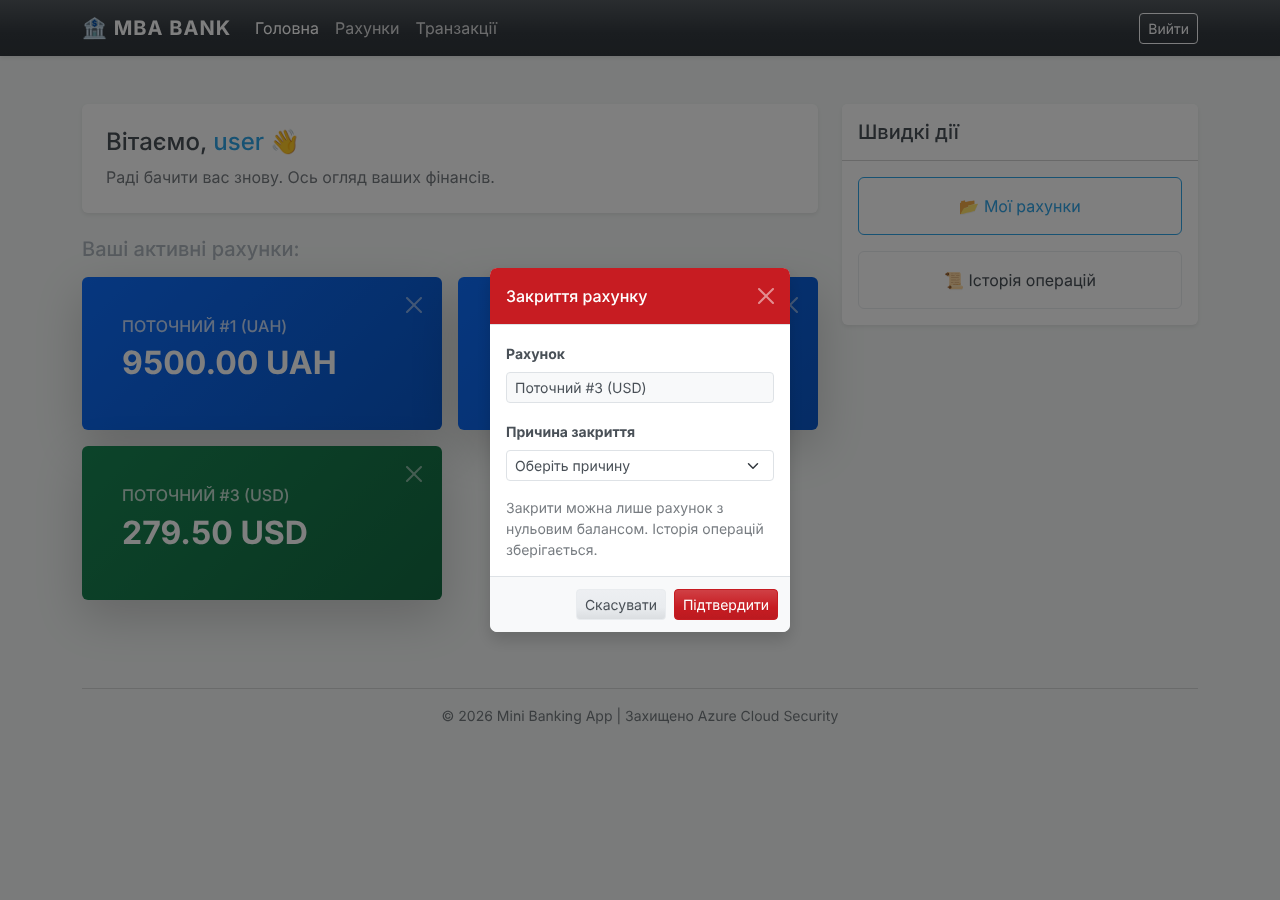 🏦 MBA BANK Головна Рахунки Транзакції Вийти
Вітаємо, user 👋
Раді бачити вас знову. Ось огляд ваших фінансів.
Ваші активні рахунки:
ПОТОЧНИЙ #1 (UAH)
9500.00 UAH
ПОТОЧНИЙ #3 (USD)
279.50 USD
Швидкі дії
📂 Мої рахунки
📜 Історія операцій
Закриття рахунку
Рахунок
Поточний #3 (USD)
Причина закриття
Оберіть причину
Закрити можна лише рахунок з
нульовим балансом. Історія операцій
зберігається.
Скасувати Підтвердити
© 2026 Mini Banking App | Захищено Azure Cloud Security